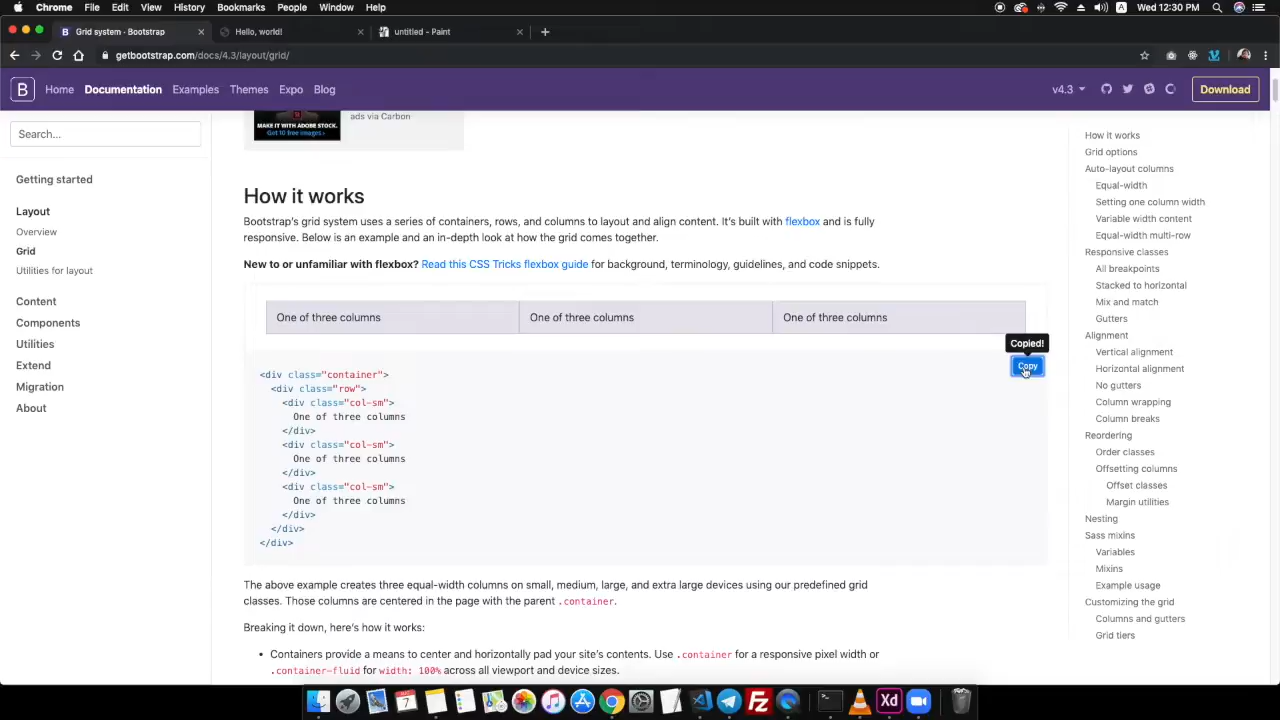 Chrome File Edit View History Bookmarks People Window Help A Wed 12:30 PM
B Grid system · Bootstrap × Hello, world! × untitled - Paint × +
getbootstrap.com/docs/4.3/layout/grid/
B Home Documentation Examples Themes Expo Blog v4.3 Download
Search...
Getting started
Layout
Overview
Grid
Utilities for layout
Content
Components
Utilities
Extend
Migration
About
MAKE IT WITH ADOBE STOCK.
Get 10 free images ›
ads via Carbon
How it works
Bootstrap's grid system uses a series of containers, rows, and columns to layout and align content. It's built with flexbox and is fully
responsive. Below is an example and an in-depth look at how the grid comes together.
New to or unfamiliar with flexbox? Read this CSS Tricks flexbox guide for background, terminology, guidelines, and code snippets.
One of three columns One of three columns One of three columns
Copied!
Copy
<div class="container">
<div class="row">
<div class="col-sm">
One of three columns
</div>
<div class="col-sm">
One of three columns
</div>
<div class="col-sm">
One of three columns
</div>
</div>
</div>
The above example creates three equal-width columns on small, medium, large, and extra large devices using our predefined grid
classes. Those columns are centered in the page with the parent .container.
Breaking it down, here's how it works:
• Containers provide a means to center and horizontally pad your site's contents. Use .container for a responsive pixel width or
.container-fluid for width: 100% across all viewport and device sizes.
How it works
Grid options
Auto-layout columns
Equal-width
Setting one column width
Variable width content
Equal-width multi-row
Responsive classes
All breakpoints
Stacked to horizontal
Mix and match
Gutters
Alignment
Vertical alignment
Horizontal alignment
No gutters
Column wrapping
Column breaks
Reordering
Order classes
Offsetting columns
Offset classes
Margin utilities
Nesting
Sass mixins
Variables
Mixins
Example usage
Customizing the grid
Columns and gutters
Grid tiers
7
Fz
Xd